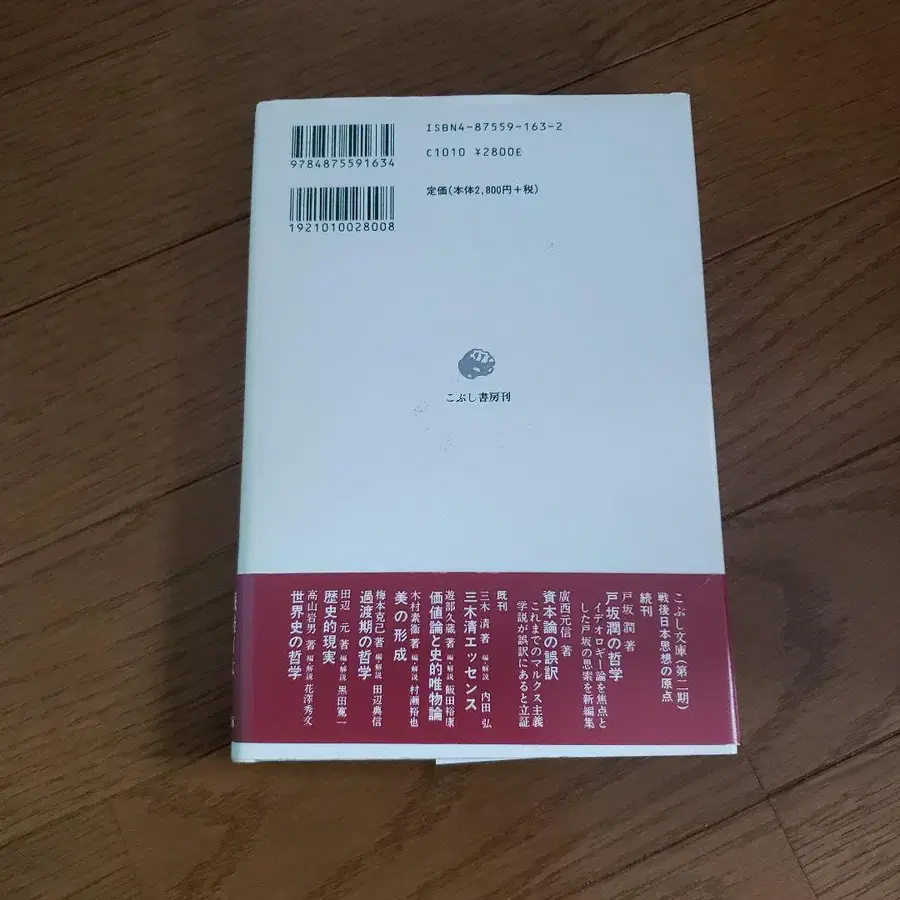 ISBN4-87559-163-2
C1010 ¥2800E
9784875591634
定価(本体2,800円+税)
1921010028008
こぶし書房刊
こぶし文庫(第二期)
戦後日本思想の原点
続刊
戸坂 潤 著
戸坂潤の哲学
イデオロギー論を焦点と
した戸坂の思索を新編集
廣西元信 著
資本論の誤訳
これまでのマルクス主義
学説が誤訳にあると立証
既刊
三木 清 著 編・解説 内田 弘
三木清エッセンス
遊部久蔵 著 編・解説 飯田裕康
価値論と史的唯物論
木村素衞 著 編・解説 村瀬裕也
美の形成
梅本克己 著 編・解説 田辺典信
過渡期の哲学
田辺 元 著 編・解説 黒田寛一
歴史的現実
高山岩男 著 編・解説 花澤秀文
世界史の哲学